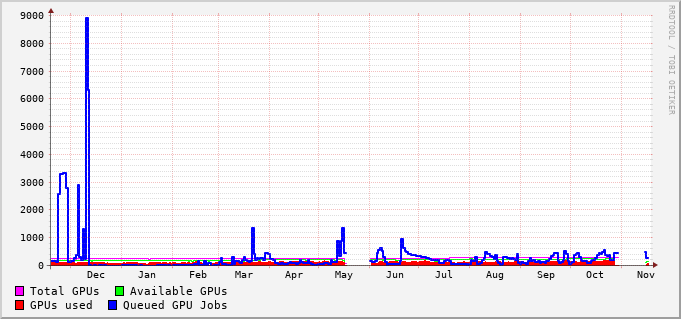 9000
8000
7000
6000
5000
4000
3000
2000
1000
0
Dec Jan Feb Mar Apr May Jun Jul Aug Sep Oct Nov
Total GPUs Available GPUs
GPUs used Queued GPU Jobs
RRDTOOL / TOBI OETIKER